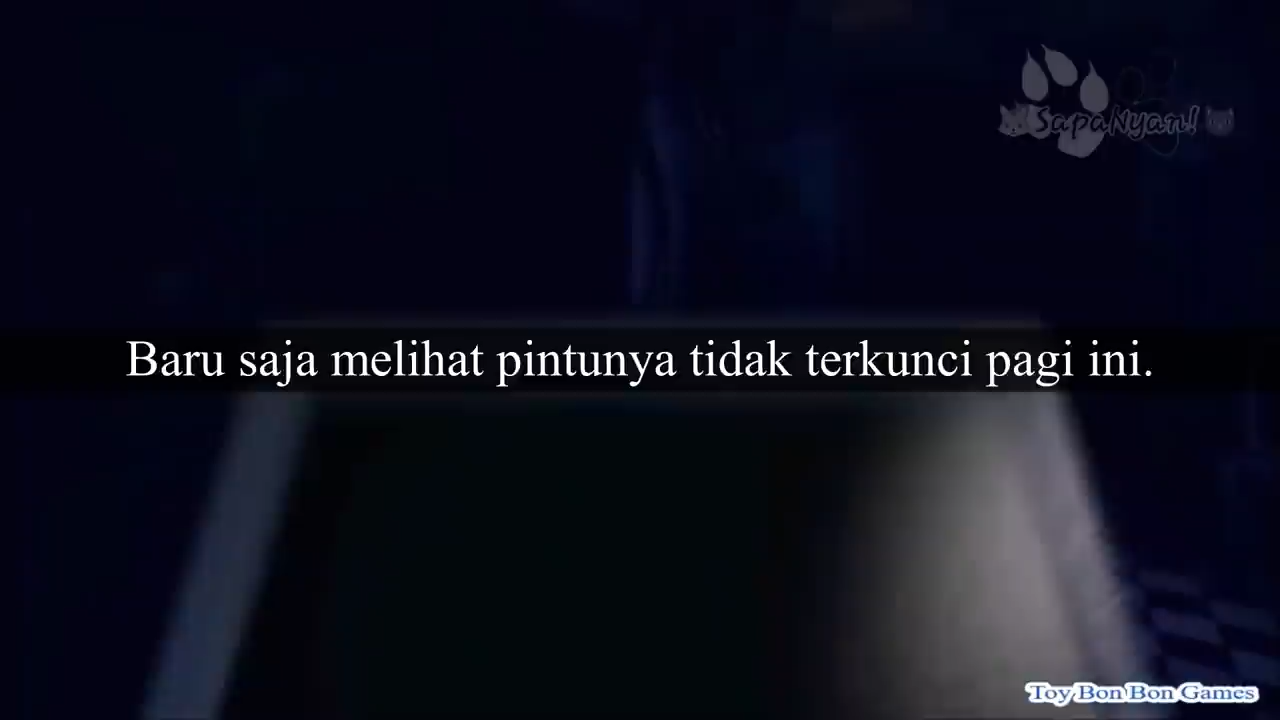 SapaNyan!
Baru saja melihat pintunya tidak terkunci pagi ini.
Toy Bon Bon Games